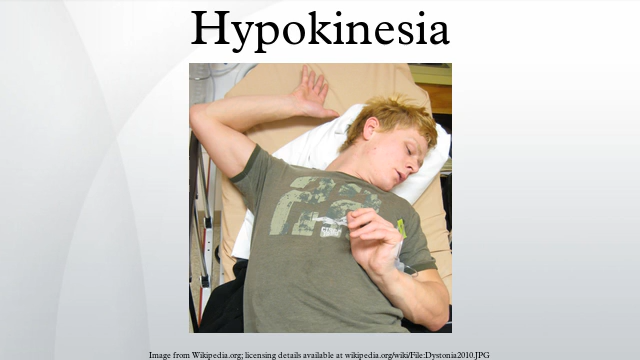 Hypokinesia
Image from Wikipedia.org; licensing details available at wikipedia.org/wiki/File:Dystonia2010.JPG